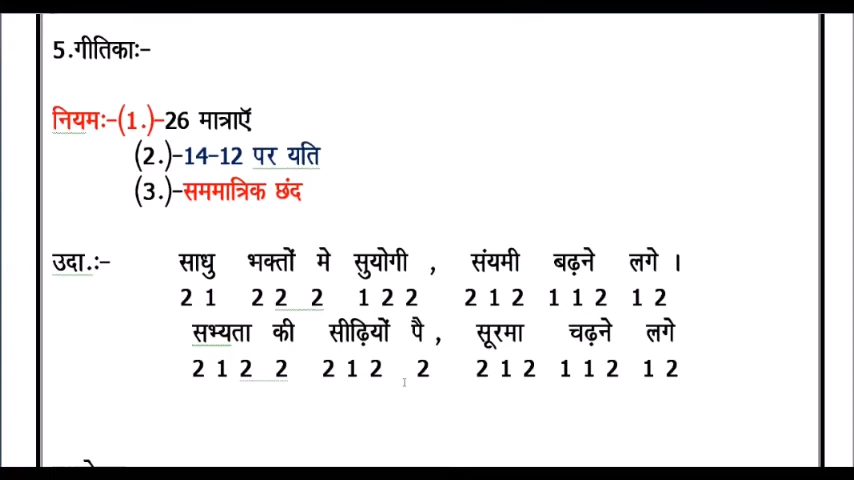 5.गीतिकाः-
नियमः-(1.)-26 मात्राऍ
(2.)-14-12 पर यति
(3.)-सममात्रिक छंद
उदा.ः- साधु भक्तों मे सुयोगी , संयमी बढ़ने लगे ।
2 1 2 2 2 1 2 2 2 1 2 1 1 2 1 2
सभ्यता की सीढ़ियों पै , सूरमा चढ़ने लगे
2 1 2 2 2 1 2 2 2 1 2 1 1 2 1 2